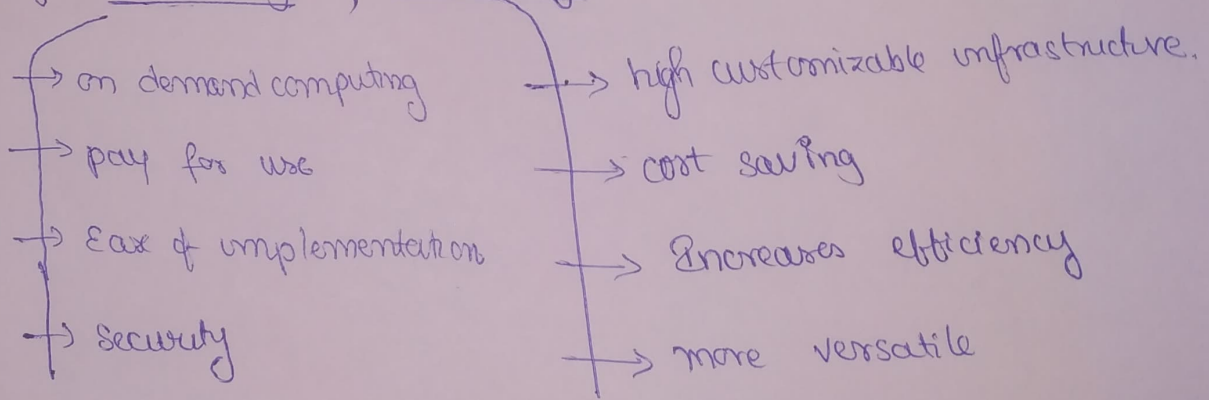 on demand computing
pay for use
Ease of implementation
security
high customizable infrastructure.
cost saving
Increases efficiency
more versatile